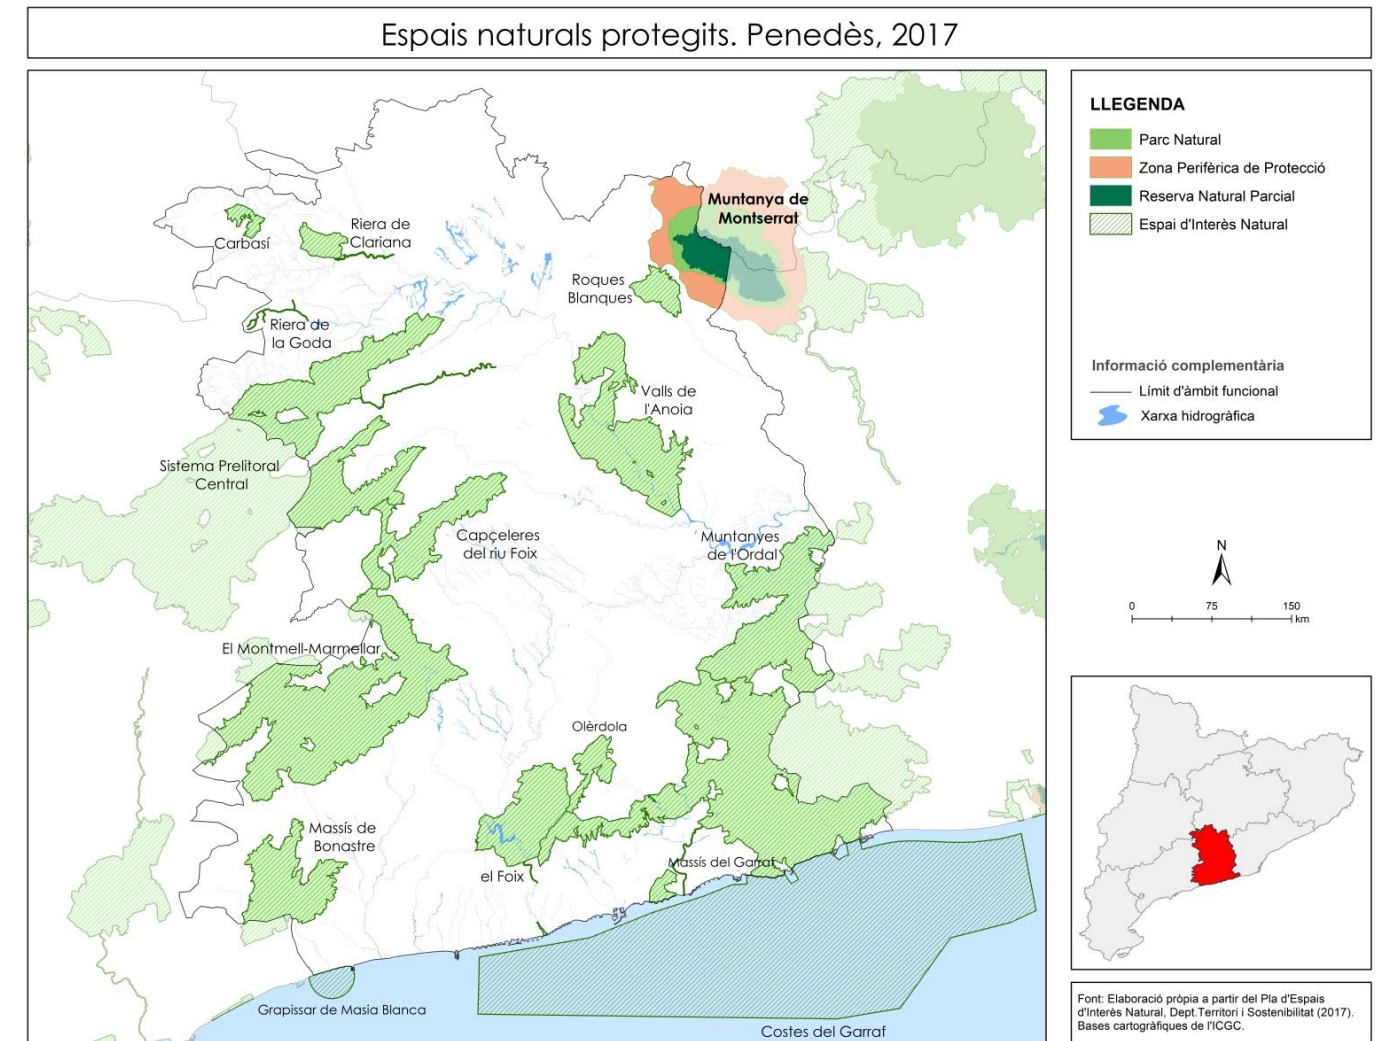 Espais naturals protegits. Penedès, 2017
LLEGENDA
Parc Natural
Zona Perifèrica de Protecció
Reserva Natural Parcial
Espai d'Interès Natural
Informació complementària
Límit d'àmbit funcional
Xarxa hidrogràfica
Muntanya de
Montserrat
Carbasí
Riera de
Clariana
Roques
Blanques
Riera de
la Goda
Valls de
l'Anoia
Sistema Prelitoral
Central
Capçeleres
del riu Foix
Muntanyes
de l'Ordal
El Montmell-Marmellar
Olèrdola
Massís de
Bonastre
el Foix
Massís del Garraf
Grapissar de Masia Blanca
Costes del Garraf
N
0 75 150
km
Font: Elaboració pròpia a partir del Pla d'Espais
d'Interès Natural, Dept.Territori i Sostenibilitat (2017).
Bases cartogràfiques de l'ICGC.